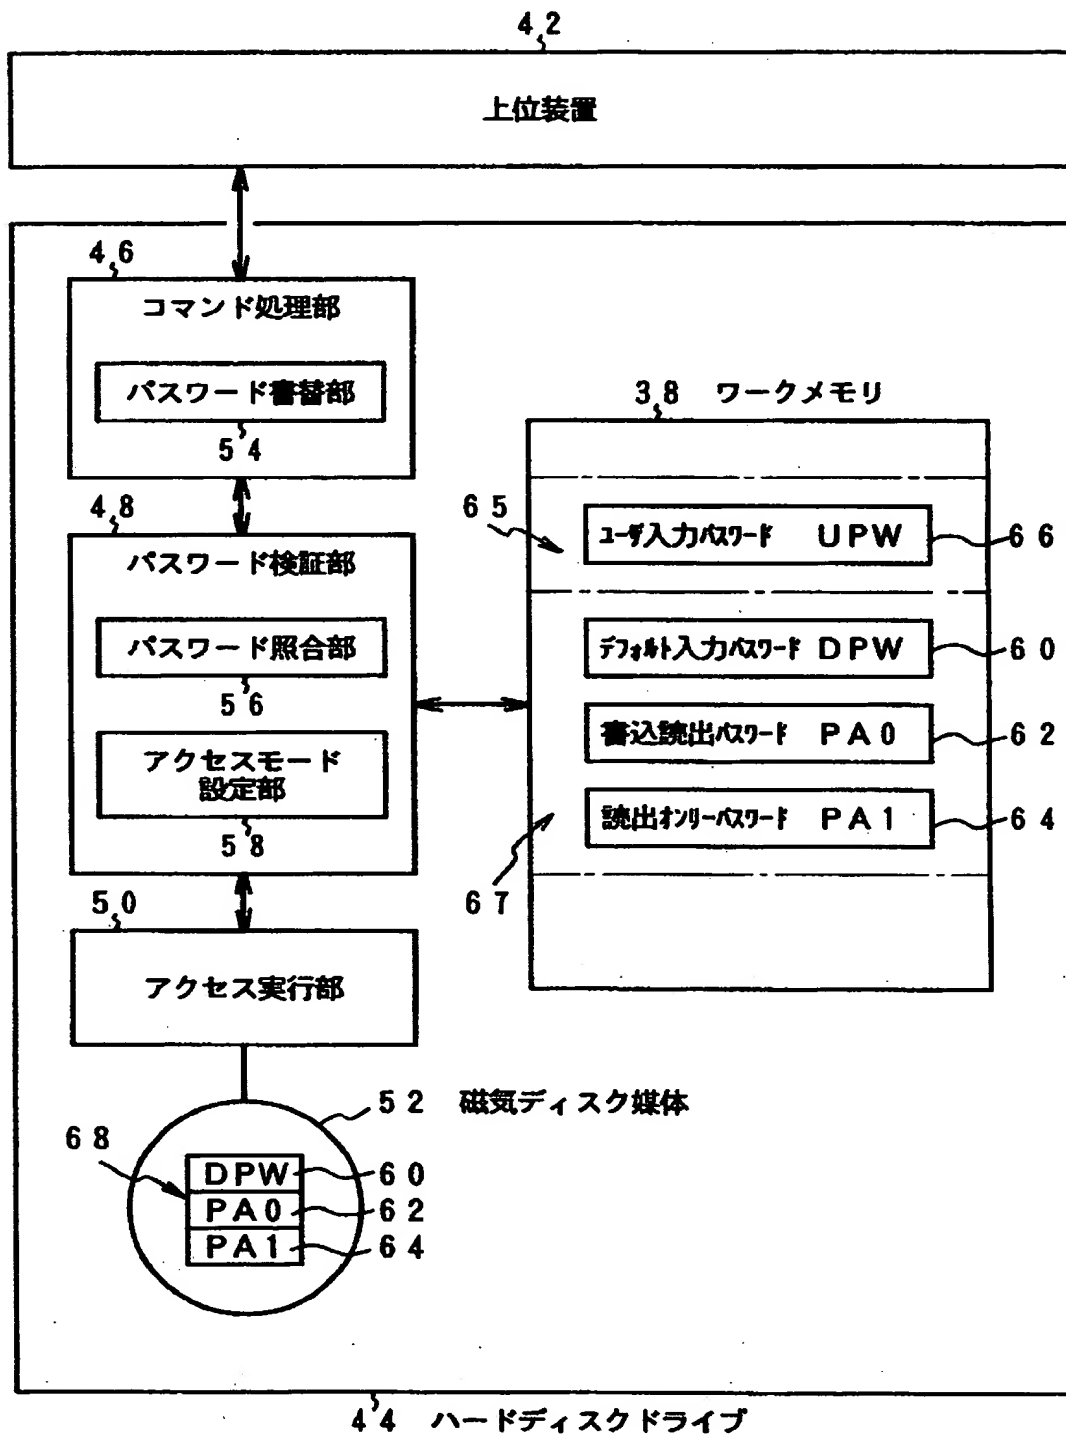 42
上位装置
46
コマンド処理部
パスワード書替部
54
38 ワークメモリ
48
パスワード検証部
パスワード照合部
56
アクセスモード
設定部
58
65
ユーザ入力パスワード UPW
66
デフォルト入力パスワード DPW
60
書込読出パスワード PA0
62
読出オンリーパスワード PA1
64
67
50
アクセス実行部
52 磁気ディスク媒体
68
DPW
60
PA0
62
PA1
64
44 ハードディスクドライブ